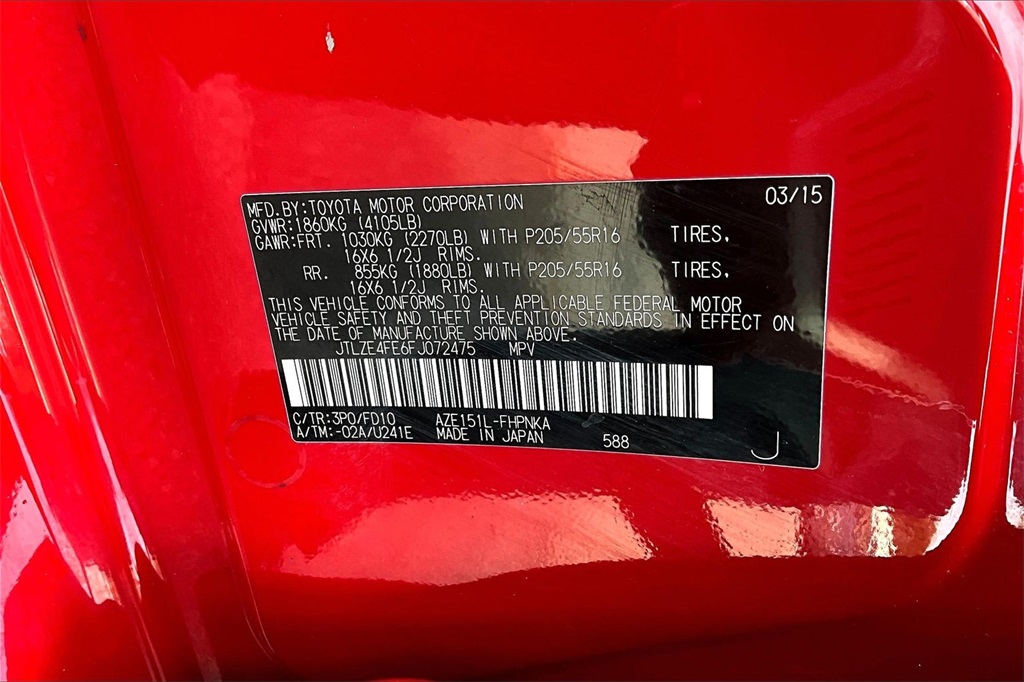 MFD.BY:TOYOTA MOTOR CORPORATION 03/15
GVWR:1860KG (4105LB)
GAWR:FRT. 1030KG (2270LB) WITH P205/55R16 TIRES,
16X6 1/2J RIMS.
RR. 855KG (1880LB) WITH P205/55R16 TIRES,
16X6 1/2J RIMS.
THIS VEHICLE CONFORMS TO ALL APPLICABLE FEDERAL MOTOR
VEHICLE SAFETY AND THEFT PREVENTION STANDARDS IN EFFECT ON
THE DATE OF MANUFACTURE SHOWN ABOVE.
JTLZE4FE6FJ072475 MPV
C/TR:3P0/FD10 AZE151L-FHPNKA
A/TM:-02A/U241E MADE IN JAPAN 588
J